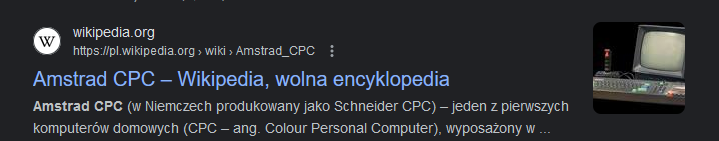 W
wikipedia.org
https://pl.wikipedia.org › wiki › Amstrad_CPC
Amstrad CPC – Wikipedia, wolna encyklopedia
Amstrad CPC (w Niemczech produkowany jako Schneider CPC) – jeden z pierwszych
komputerów domowych (CPC – ang. Colour Personal Computer), wyposażony w ...